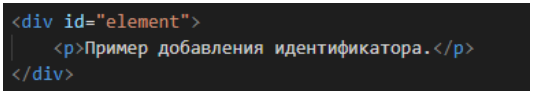 <div id="element">
<p>Пример добавления идентификатора.</p>
</div>